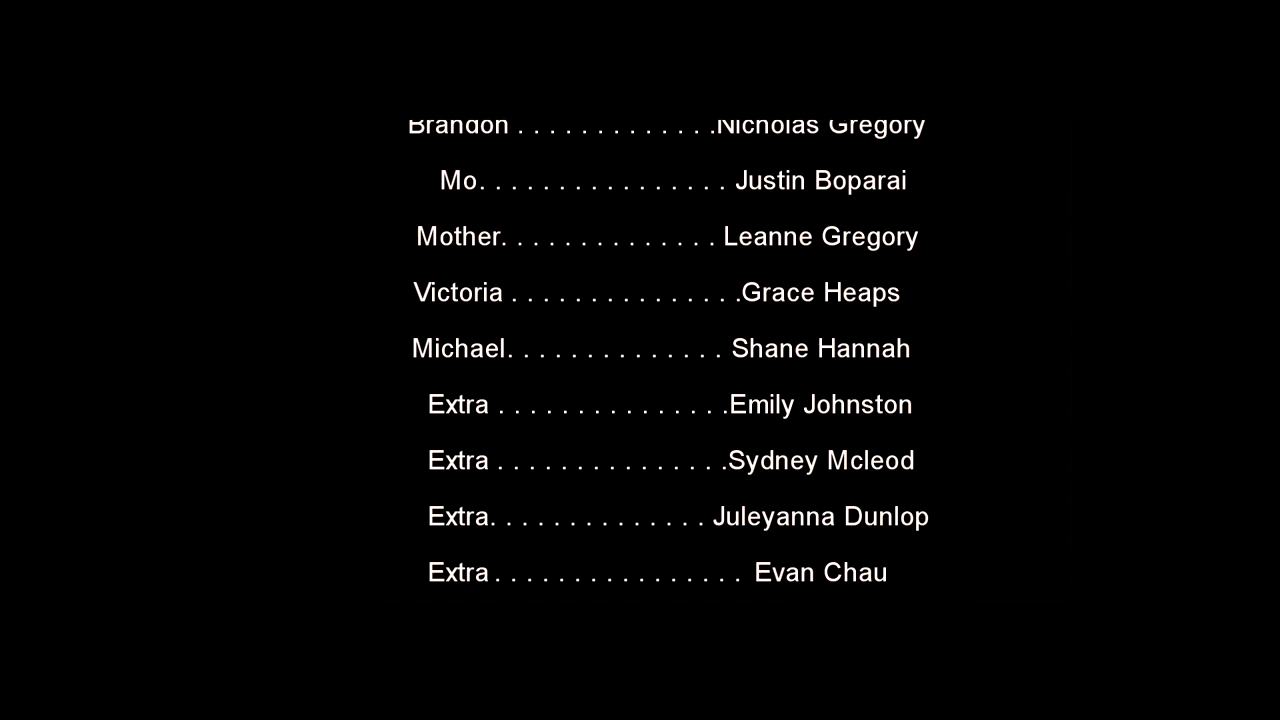 Brandon . . . . . . . . . . . . .Nicholas Gregory
Mo. . . . . . . . . . . . . . . . Justin Boparai
Mother. . . . . . . . . . . . . . Leanne Gregory
Victoria . . . . . . . . . . . . . . .Grace Heaps
Michael. . . . . . . . . . . . . . Shane Hannah
Extra . . . . . . . . . . . . . . .Emily Johnston
Extra . . . . . . . . . . . . . . .Sydney Mcleod
Extra. . . . . . . . . . . . . . Juleyanna Dunlop
Extra . . . . . . . . . . . . . . . . Evan Chau